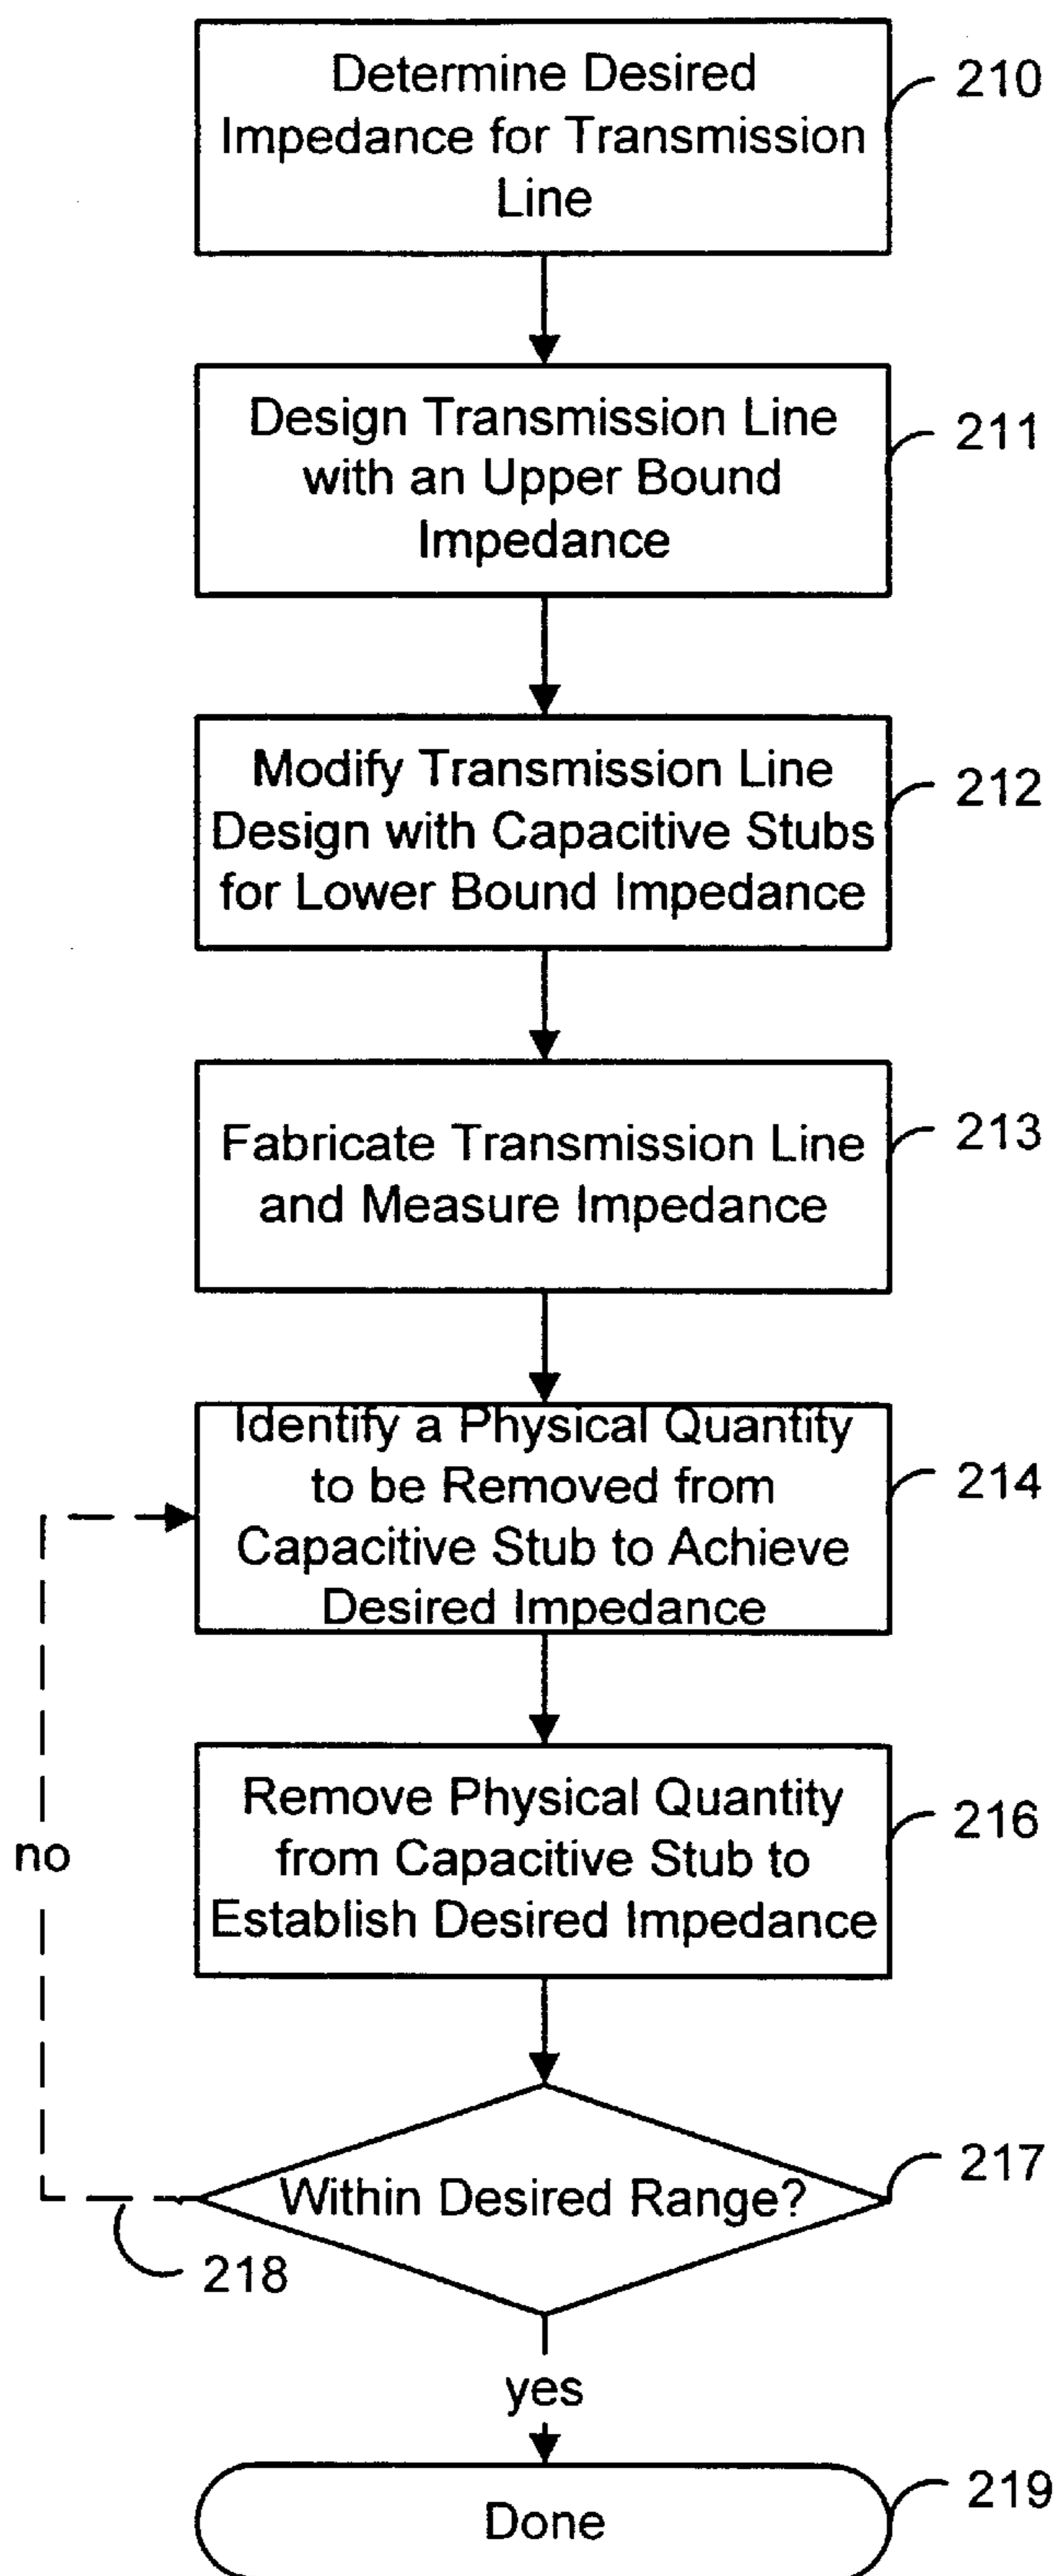 Determine Desired
Impedance for Transmission
Line
210
Design Transmission Line
with an Upper Bound
Impedance
211
Modify Transmission Line
Design with Capacitive Stubs
for Lower Bound Impedance
212
Fabricate Transmission Line
and Measure Impedance
213
Identify a Physical Quantity
to be Removed from
Capacitive Stub to Achieve
Desired Impedance
214
Remove Physical Quantity
from Capacitive Stub to
Establish Desired Impedance
216
no
Within Desired Range?
217
218
yes
Done
219